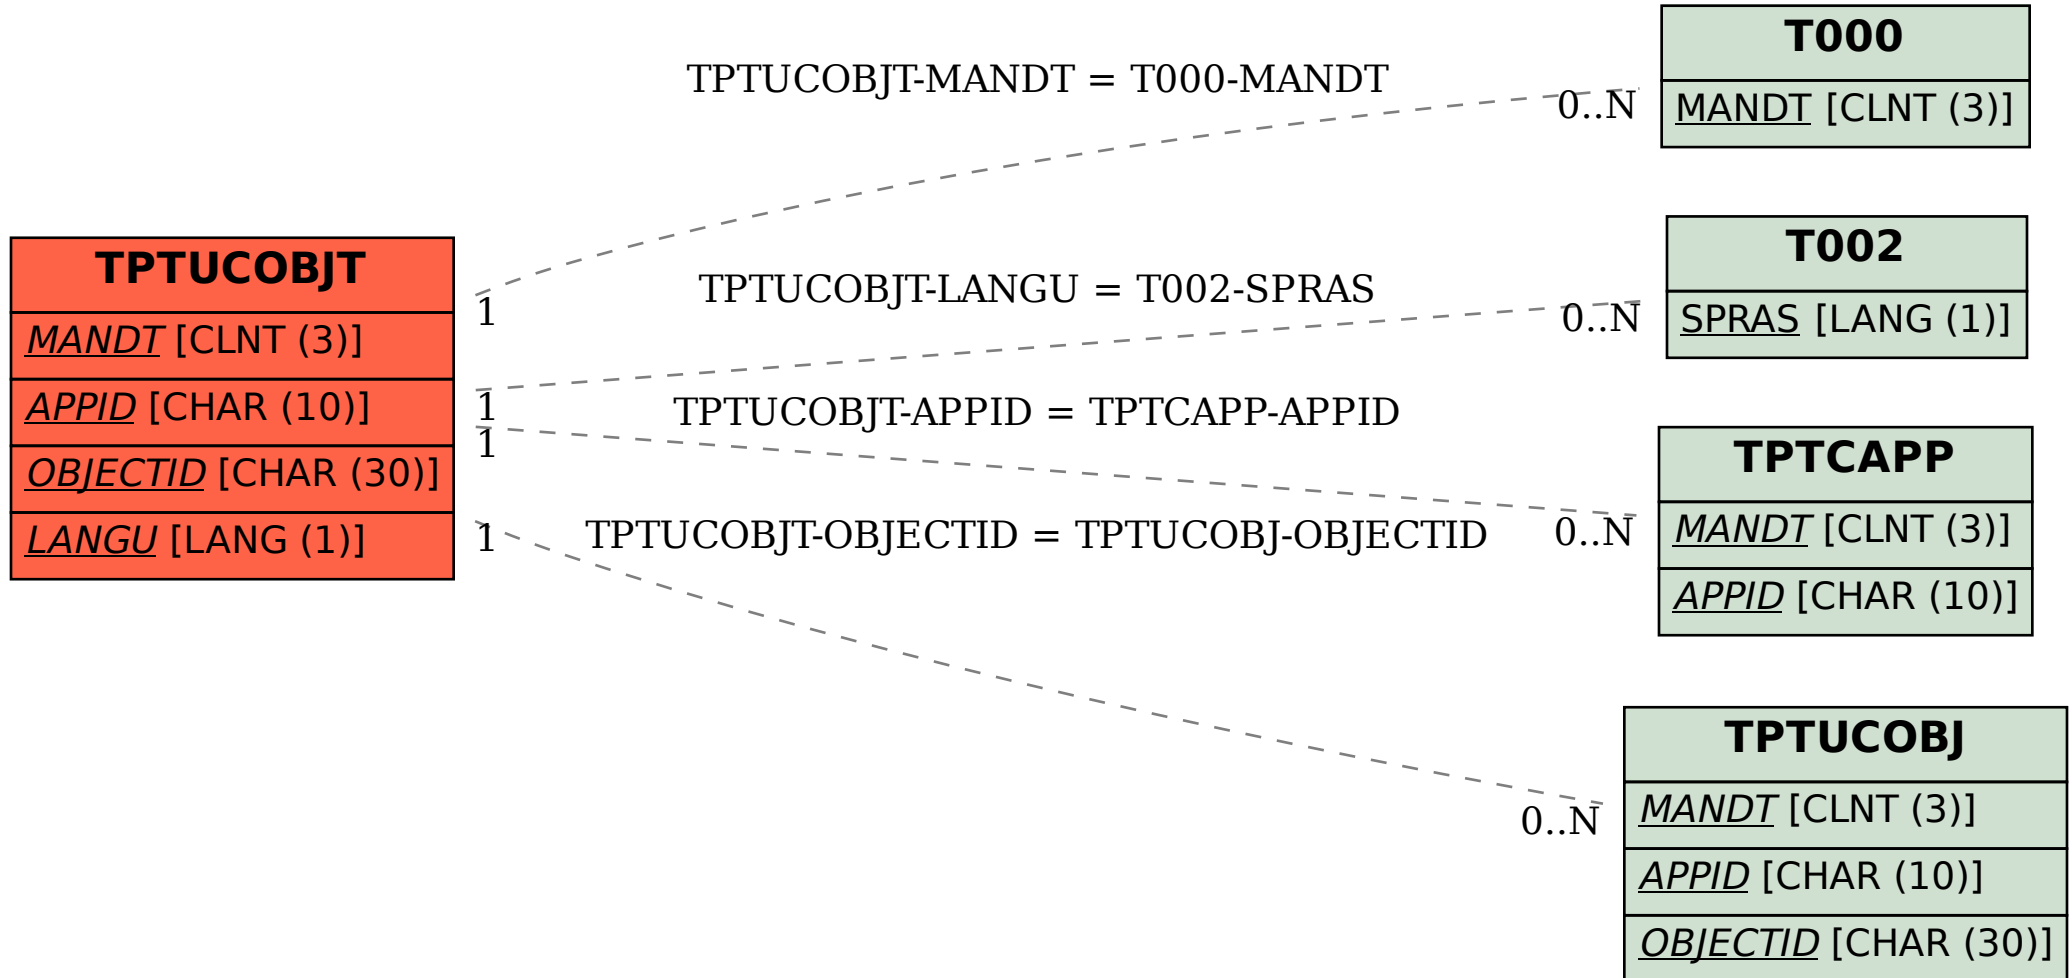 T000
MANDT [CLNT (3)]
TPTUCOBJT-MANDT = T000-MANDT
0..N
1
TPTUCOBJT
MANDT [CLNT (3)]
APPID [CHAR (10)]
OBJECTID [CHAR (30)]
LANGU [LANG (1)]
T002
SPRAS [LANG (1)]
TPTUCOBJT-LANGU = T002-SPRAS
0..N
1
TPTUCOBJT-APPID = TPTCAPP-APPID
1
0..N
TPTCAPP
MANDT [CLNT (3)]
APPID [CHAR (10)]
TPTUCOBJT-OBJECTID = TPTUCOBJ-OBJECTID
1
0..N
TPTUCOBJ
MANDT [CLNT (3)]
APPID [CHAR (10)]
OBJECTID [CHAR (30)]